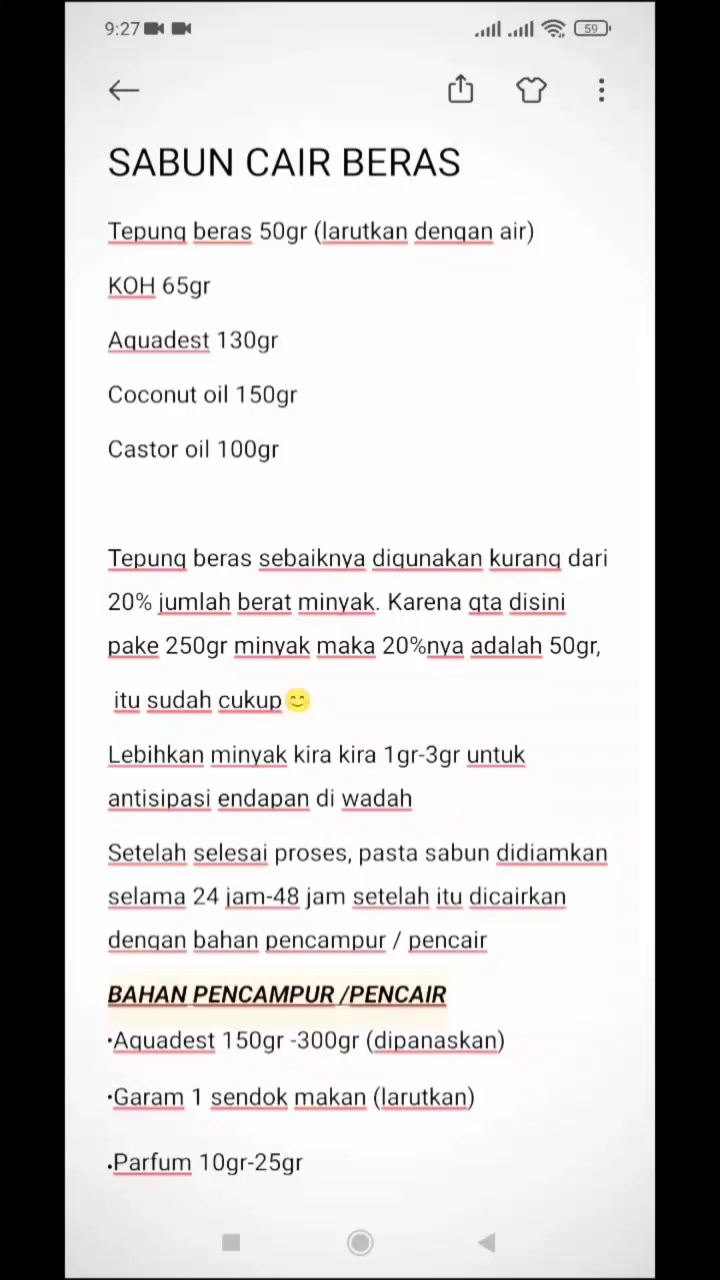 9:27
59
SABUN CAIR BERAS
Tepung beras 50gr (larutkan dengan air)
KOH 65gr
Aquadest 130gr
Coconut oil 150gr
Castor oil 100gr
Tepung beras sebaiknya digunakan kurang dari
20% jumlah berat minyak. Karena qta disini
pake 250gr minyak maka 20%nya adalah 50gr,
itu sudah cukup😊
Lebihkan minyak kira kira 1gr-3gr untuk
antisipasi endapan di wadah
Setelah selesai proses, pasta sabun didiamkan
selama 24 jam-48 jam setelah itu dicairkan
dengan bahan pencampur / pencair
BAHAN PENCAMPUR /PENCAIR
•Aquadest 150gr -300gr (dipanaskan)
•Garam 1 sendok makan (larutkan)
•Parfum 10gr-25gr